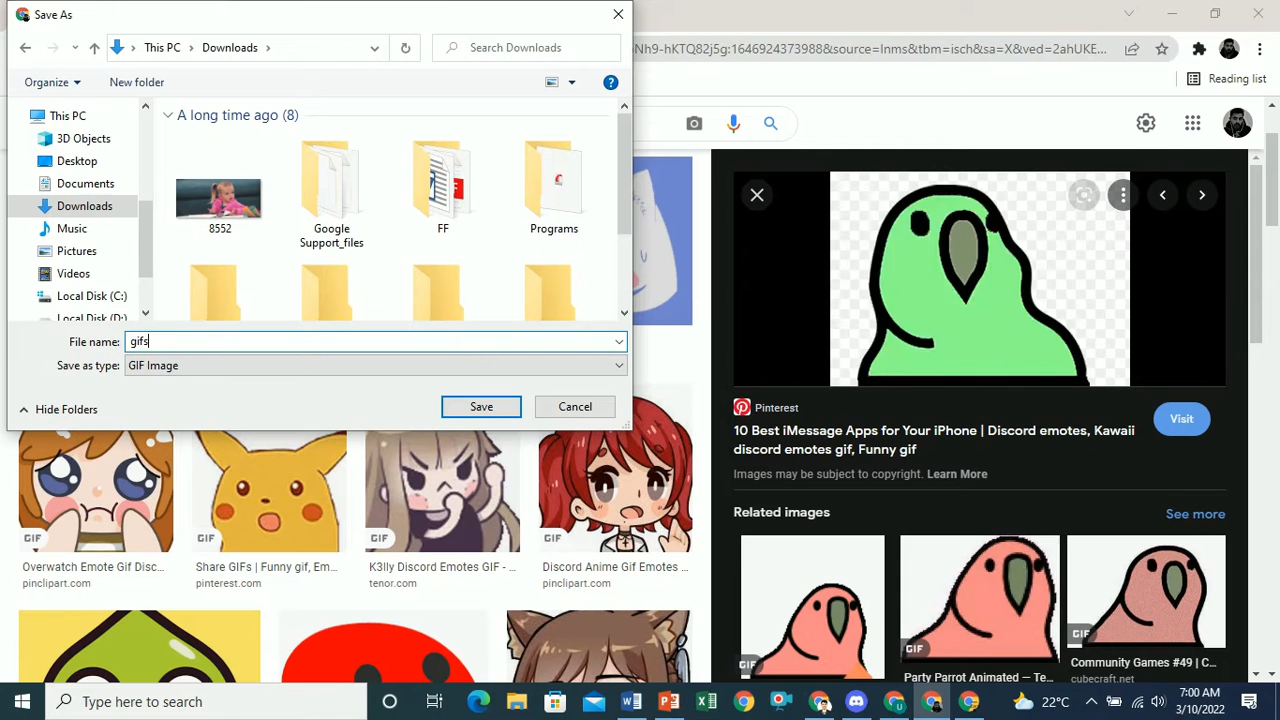 Save As
This PC
Downloads
Search Downloads
Organize
New folder
This PC
3D Objects
Desktop
Documents
Downloads
Music
Pictures
Videos
Local Disk (C:)
Local Disk (D:)
A long time ago (8)
8552
Google
Support_files
FF
Programs
File name:
gifs
Save as type:
GIF Image
Hide Folders
Save
Cancel
Nh9-hKTQ82j5g:1646924373988&source=lnms&tbm=isch&sa=X&ved=2ahUKE...
Reading list
Pinterest
10 Best iMessage Apps for Your iPhone | Discord emotes, Kawaii
discord emotes gif, Funny gif
Visit
Images may be subject to copyright. Learn More
Related images
See more
GIF
GIF
GIF
GIF
Overwatch Emote Gif Disc...
pinclipart.com
Share GIFs | Funny gif, Em...
pinterest.com
K3lly Discord Emotes GIF - ...
tenor.com
Discord Anime Gif Emotes ...
pinclipart.com
GIF
GIF
GIF
Party Parrot Animated — Te...
Community Games #49 | C...
cubecraft.net
Type here to search
22°C
7:00 AM
3/10/2022